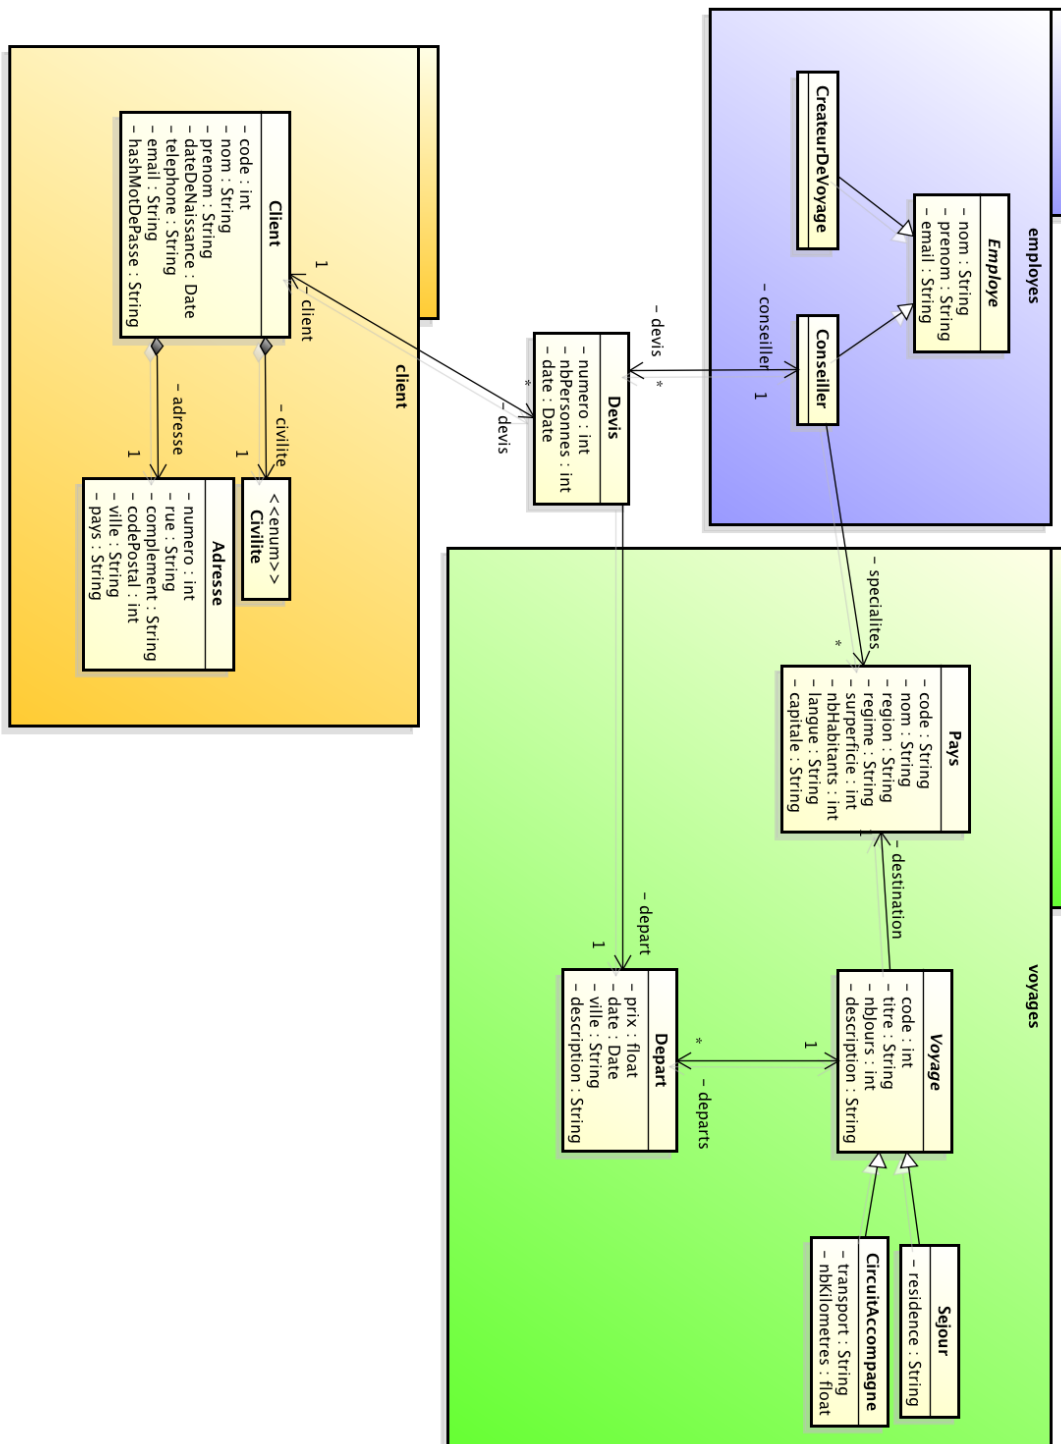 employes
Employe
- nom : String
- prenom : String
- email : String
CreateurDeVoyage
Conseiller
- conseiller
1
- devis
*
- specialites
*
Devis
- numero : int
- nbPersonnes : int
- date : Date
* 
- devis
1
- client
client
Client
- code : int
- nom : String
- prenom : String
- dateDeNaissance : Date
- telephone : String
- email : String
- hashMotDePasse : String
- civilite
1
- adresse
1
<<enum>>
Civilite
Adresse
- numero : int
- rue : String
- complement : String
- codePostal : int
- ville : String
- pays : String
voyages
Pays
- code : String
- nom : String
- region : String
- regime : String
- surperficie : int
- nbHabitants : int
- langue : String
- capitale : String
- destination
1
Voyage
- code : int
- titre : String
- nbJours : int
- description : String
1
*
- departs
- depart
1
Depart
- prix : float
- date : Date
- ville : String
- description : String
Sejour
- residence : String
CircuitAccompagne
- transport : String
- nbKilometres : float